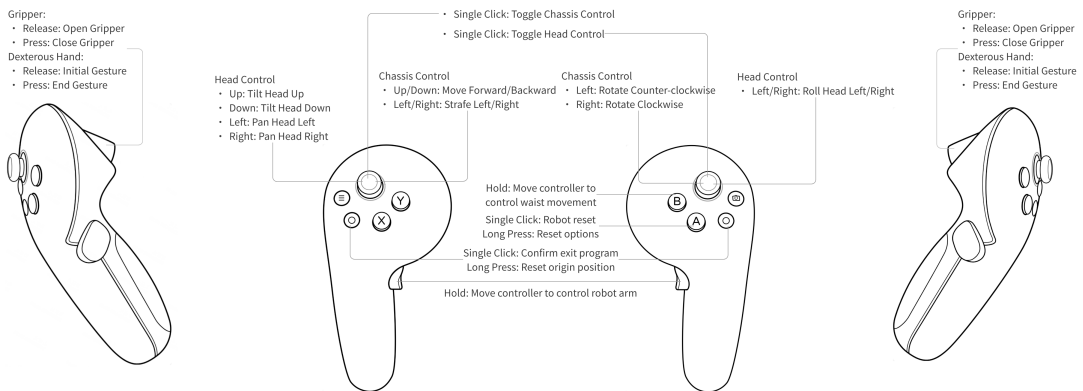 Gripper:
• Release: Open Gripper
• Press: Close Gripper
Dexterous Hand:
• Release: Initial Gesture
• Press: End Gesture
• Single Click: Toggle Chassis Control
• Single Click: Toggle Head Control
Gripper:
• Release: Open Gripper
• Press: Close Gripper
Dexterous Hand:
• Release: Initial Gesture
• Press: End Gesture
Head Control
• Up: Tilt Head Up
• Down: Tilt Head Down
• Left: Pan Head Left
• Right: Pan Head Right
Chassis Control
• Up/Down: Move Forward/Backward
• Left/Right: Strafe Left/Right
Chassis Control
• Left: Rotate Counter-clockwise
• Right: Rotate Clockwise
Head Control
• Left/Right: Roll Head Left/Right
Y
X
Hold: Move controller to
control waist movement
Single Click: Robot reset
Long Press: Reset options
Single Click: Confirm exit program
Long Press: Reset origin position
Hold: Move controller to control robot arm
B
A